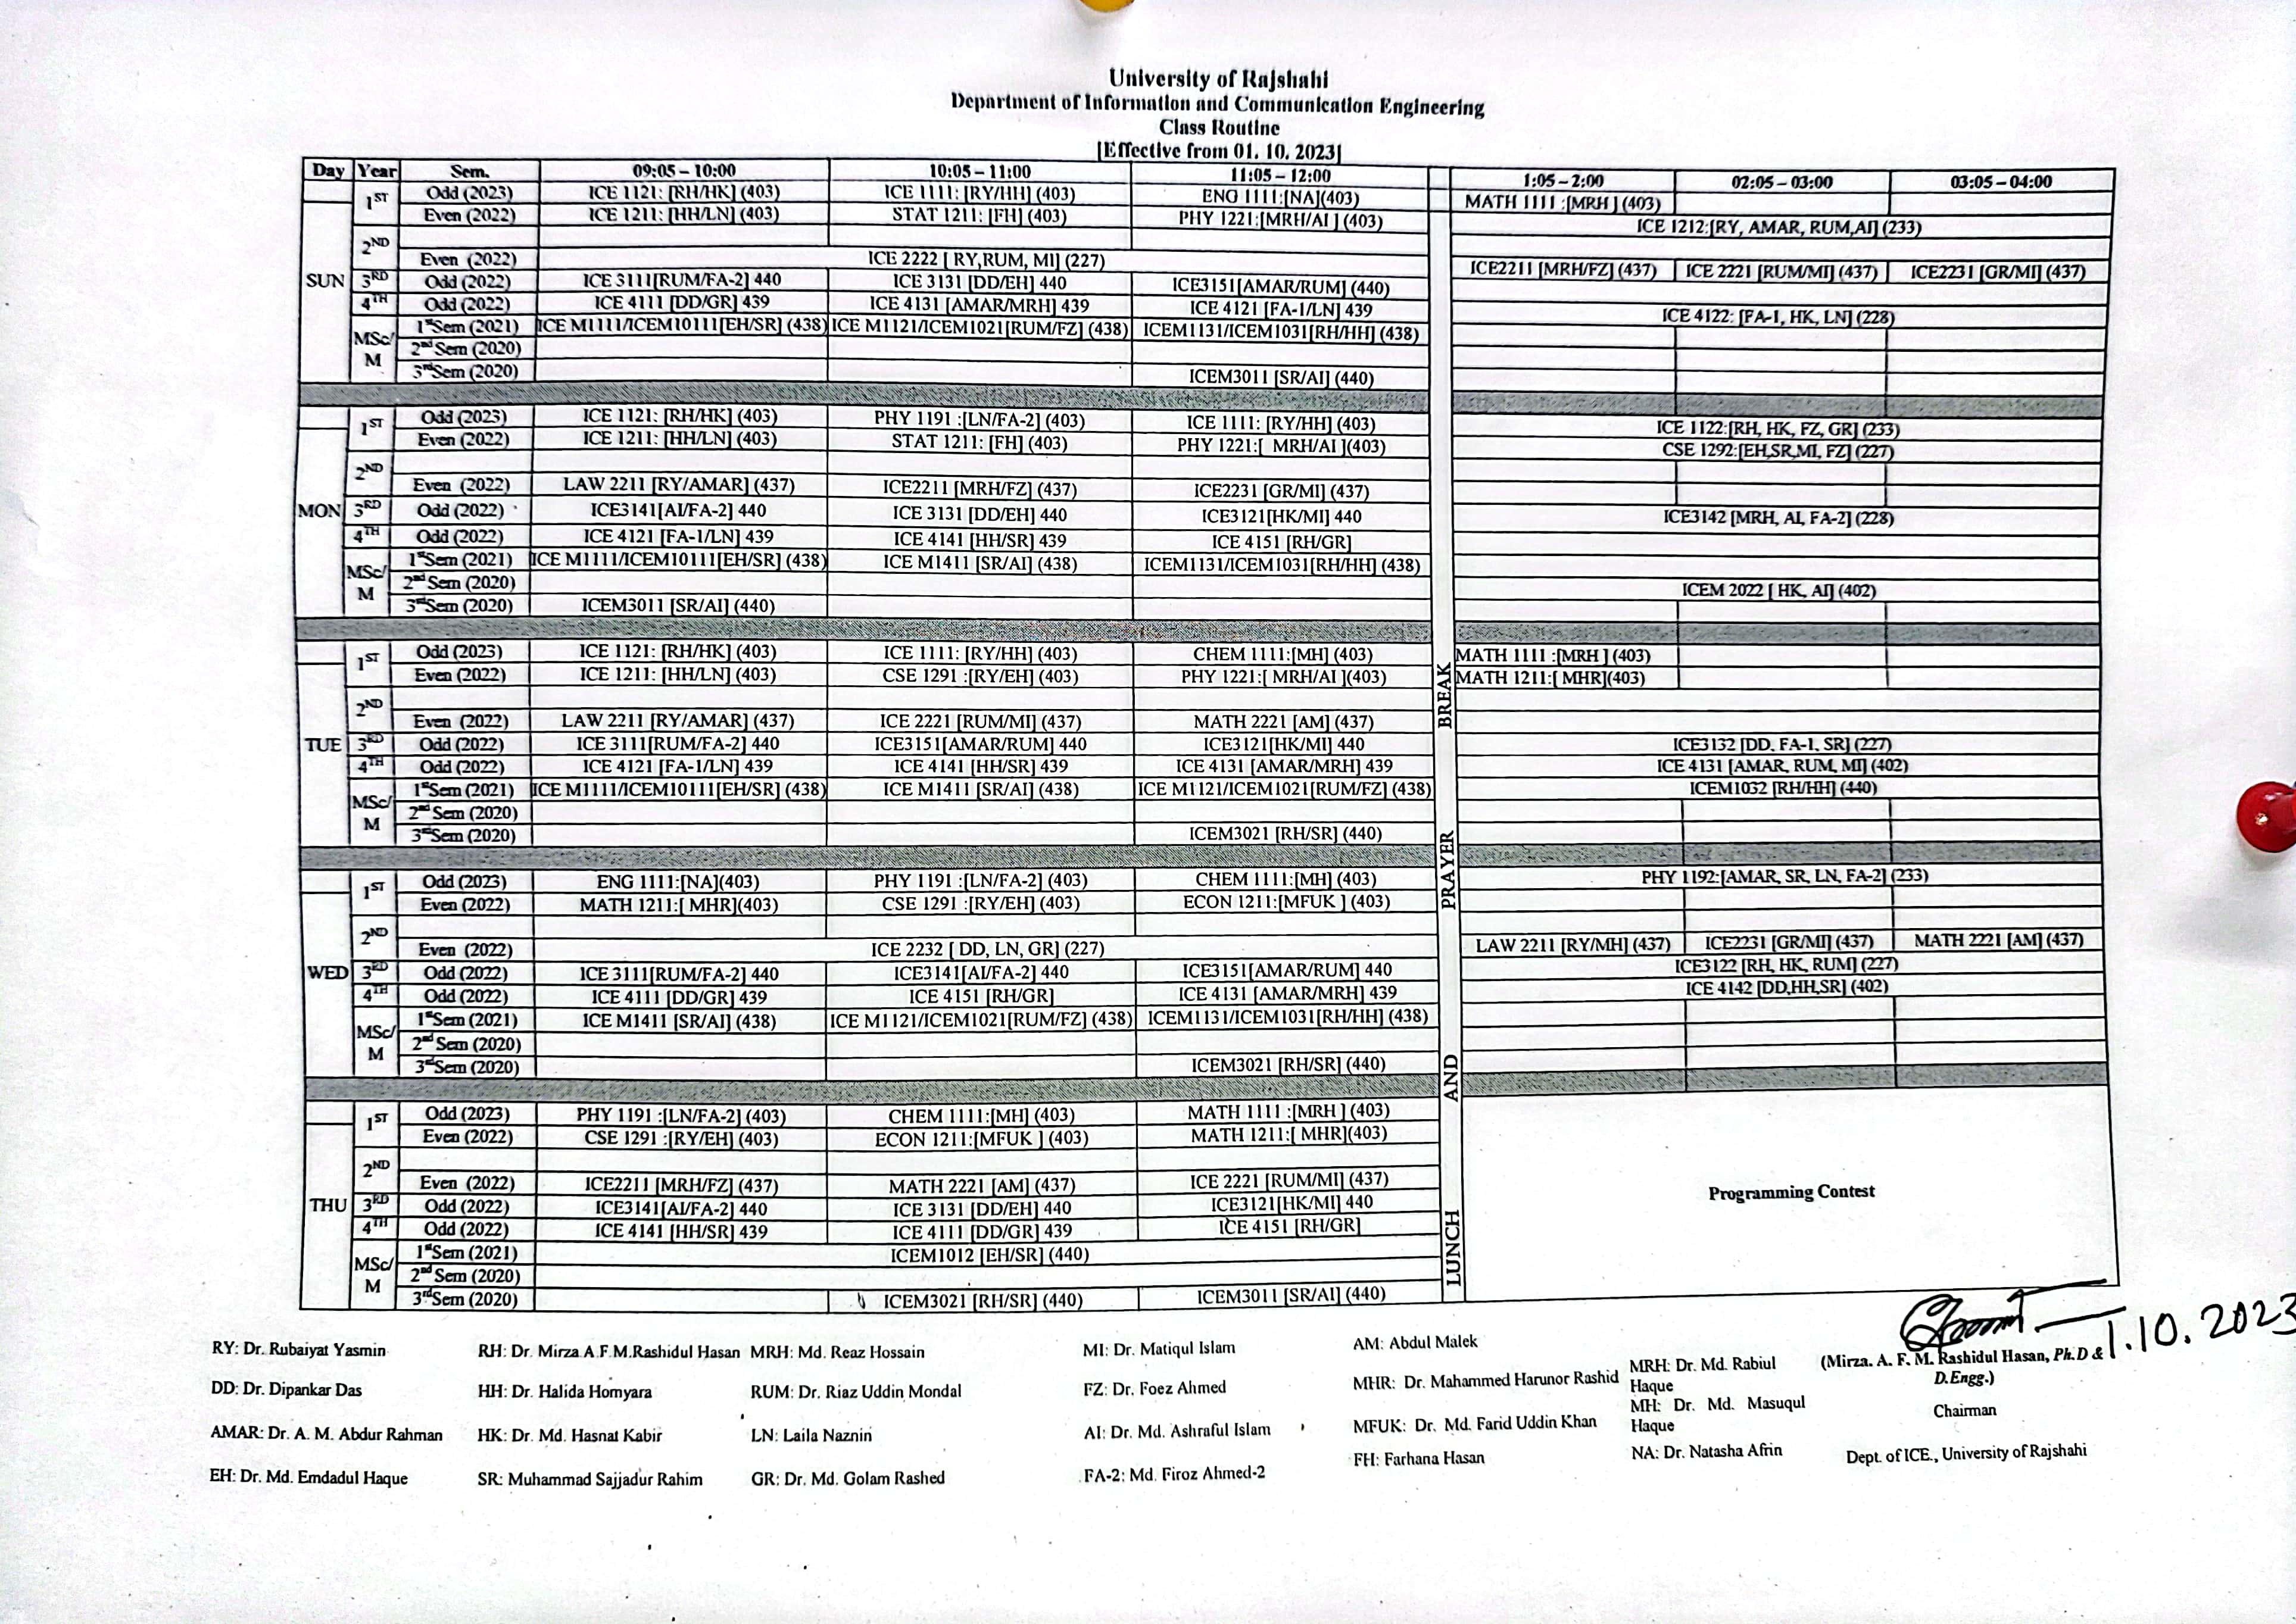 University of Rajshahi
Department of Information and Communication Engineering
Class Routine
[Effective from 01. 10. 2023]
Day Year Sem. 09:05 – 10:00 10:05 – 11:00 11:05 – 12:00 1:05 – 2:00 02:05 – 03:00 03:05 – 04:00
SUN
1ST Odd (2023) ICE 1121: [RH/HK] (403) ICE 1111: [RY/HH] (403) ENG 1111:[NA](403) MATH 1111 :[MRH ] (403)
Even (2022) ICE 1211: [HH/LN] (403) STAT 1211: [FH] (403) PHY 1221:[MRH/AI ] (403) ICE 1212:[RY, AMAR, RUM,AI] (233)
2ND
Even (2022) ICE 2222 [ RY,RUM, MI] (227) ICE2211 [MRH/FZ] (437) ICE 2221 [RUM/MI] (437) ICE2231 [GR/MI] (437)
3RD Odd (2022) ICE 3111[RUM/FA-2] 440 ICE 3131 [DD/EH] 440 ICE3151[AMAR/RUM] (440)
4TH Odd (2022) ICE 4111 [DD/GR] 439 ICE 4131 [AMAR/MRH] 439 ICE 4121 [FA-1/LN] 439 ICE 4122: [FA-1, HK, LN] (228)
MSc/ M
1stSem (2021) ICE M1111/ICEM10111[EH/SR] (438) ICE M1121/ICEM1021[RUM/FZ] (438) ICEM1131/ICEM1031[RH/HH] (438)
2nd Sem (2020)
3rdSem (2020) ICEM3011 [SR/AI] (440)
MON
1ST Odd (2023) ICE 1121: [RH/HK] (403) PHY 1191 :[LN/FA-2] (403) ICE 1111: [RY/HH] (403) ICE 1122:[RH, HK, FZ, GR] (233)
Even (2022) ICE 1211: [HH/LN] (403) STAT 1211: [FH] (403) PHY 1221:[ MRH/AI ](403) CSE 1292:[EH,SR,MI, FZ] (227)
2ND
Even (2022) LAW 2211 [RY/AMAR] (437) ICE2211 [MRH/FZ] (437) ICE2231 [GR/MI] (437)
3RD Odd (2022) ICE3141[AI/FA-2] 440 ICE 3131 [DD/EH] 440 ICE3121[HK/MI] 440 ICE3142 [MRH, AI, FA-2] (228)
4TH Odd (2022) ICE 4121 [FA-1/LN] 439 ICE 4141 [HH/SR] 439 ICE 4151 [RH/GR]
MSc/ M
1stSem (2021) ICE M1111/ICEM10111[EH/SR] (438) ICE M1411 [SR/AI] (438) ICEM1131/ICEM1031[RH/HH] (438)
2nd Sem (2020) ICEM 2022 [ HK, AI] (402)
3rdSem (2020) ICEM3011 [SR/AI] (440)
TUE
1ST Odd (2023) ICE 1121: [RH/HK] (403) ICE 1111: [RY/HH] (403) CHEM 1111:[MH] (403) MATH 1111 :[MRH ] (403)
Even (2022) ICE 1211: [HH/LN] (403) CSE 1291 :[RY/EH] (403) PHY 1221:[ MRH/AI ](403) MATH 1211:[ MHR](403)
2ND
Even (2022) LAW 2211 [RY/AMAR] (437) ICE 2221 [RUM/MI] (437) MATH 2221 [AM] (437)
3RD Odd (2022) ICE 3111[RUM/FA-2] 440 ICE3151[AMAR/RUM] 440 ICE3121[HK/MI] 440 ICE3132 [DD, FA-1, SR] (227)
4TH Odd (2022) ICE 4121 [FA-1/LN] 439 ICE 4141 [HH/SR] 439 ICE 4131 [AMAR/MRH] 439 ICE 4131 [AMAR, RUM, MI] (402)
MSc/ M
1stSem (2021) ICE M1111/ICEM10111[EH/SR] (438) ICE M1411 [SR/AI] (438) ICE M1121/ICEM1021[RUM/FZ] (438) ICEM1032 [RH/HH] (440)
2nd Sem (2020)
3rdSem (2020) ICEM3021 [RH/SR] (440)
WED
1ST Odd (2023) ENG 1111:[NA](403) PHY 1191 :[LN/FA-2] (403) CHEM 1111:[MH] (403) PHY 1192:[AMAR, SR, LN, FA-2] (233)
Even (2022) MATH 1211:[ MHR](403) CSE 1291 :[RY/EH] (403) ECON 1211:[MFUK ] (403)
2ND
Even (2022) ICE 2232 [ DD, LN, GR] (227) LAW 2211 [RY/MH] (437) ICE2231 [GR/MI] (437) MATH 2221 [AM] (437)
3RD Odd (2022) ICE 3111[RUM/FA-2] 440 ICE3141[AI/FA-2] 440 ICE3151[AMAR/RUM] 440 ICE3122 [RH, HK, RUM] (227)
4TH Odd (2022) ICE 4111 [DD/GR] 439 ICE 4151 [RH/GR] ICE 4131 [AMAR/MRH] 439 ICE 4142 [DD,HH,SR] (402)
MSc/ M
1stSem (2021) ICE M1411 [SR/AI] (438) ICE M1121/ICEM1021[RUM/FZ] (438) ICEM1131/ICEM1031[RH/HH] (438)
2nd Sem (2020)
3rdSem (2020) ICEM3021 [RH/SR] (440)
THU
1ST Odd (2023) PHY 1191 :[LN/FA-2] (403) CHEM 1111:[MH] (403) MATH 1111 :[MRH ] (403)
Even (2022) CSE 1291 :[RY/EH] (403) ECON 1211:[MFUK ] (403) MATH 1211:[ MHR](403)
2ND
Even (2022) ICE2211 [MRH/FZ] (437) MATH 2221 [AM] (437) ICE 2221 [RUM/MI] (437)
Programming Contest
3RD Odd (2022) ICE3141[AI/FA-2] 440 ICE 3131 [DD/EH] 440 ICE3121[HK/MI] 440
4TH Odd (2022) ICE 4141 [HH/SR] 439 ICE 4111 [DD/GR] 439 ICE 4151 [RH/GR]
MSc/ M
1stSem (2021) ICEM1012 [EH/SR] (440)
2nd Sem (2020)
3rdSem (2020) ICEM3021 [RH/SR] (440) ICEM3011 [SR/AI] (440)
LUNCH AND PRAYER BREAK
1.10.2023
RY: Dr. Rubaiyat Yasmin RH: Dr. Mirza A.F.M.Rashidul Hasan MRH: Md. Reaz Hossain MI: Dr. Matiqul Islam AM: Abdul Malek MRH: Dr. Md. Rabiul Haque
(Mirza. A. F. M. Rashidul Hasan, Ph.D & D.Engg.)
DD: Dr. Dipankar Das HH: Dr. Halida Homyara RUM: Dr. Riaz Uddin Mondal FZ: Dr. Foez Ahmed MHR: Dr. Mahammed Harunor Rashid MH: Dr. Md. Masuqul Haque
Chairman
AMAR: Dr. A. M. Abdur Rahman HK: Dr. Md. Hasnat Kabir LN: Laila Naznin AI: Dr. Md. Ashraful Islam MFUK: Dr. Md. Farid Uddin Khan NA: Dr. Natasha Afrin
Dept. of ICE., University of Rajshahi
EH: Dr. Md. Emdadul Haque SR: Muhammad Sajjadur Rahim GR: Dr. Md. Golam Rashed FA-2: Md. Firoz Ahmed-2 FH: Farhana Hasan